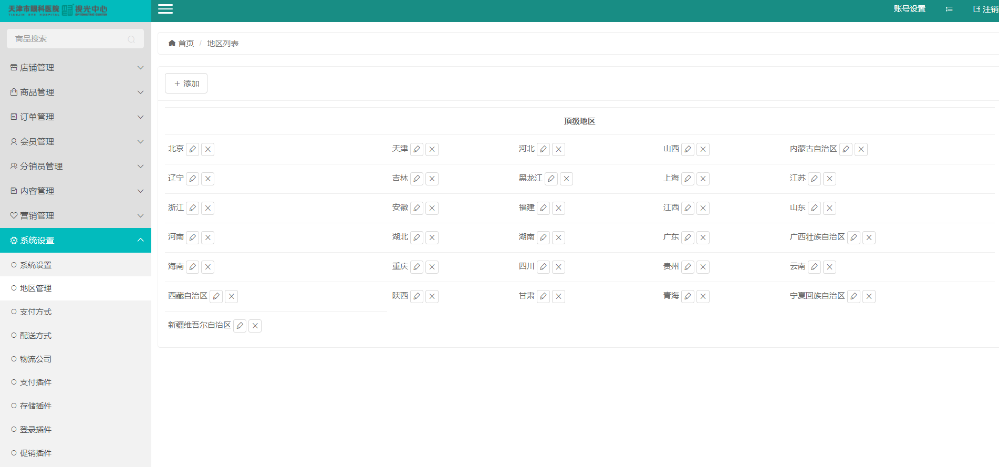 天津市眼科医院 视光中心
TIANJIN EYE HOSPITAL OPTOMETRIC CENTER
账号设置
注销
商品搜索
店铺管理
商品管理
订单管理
会员管理
分销员管理
内容管理
营销管理
系统设置
系统设置
地区管理
支付方式
配送方式
物流公司
支付插件
存储插件
登录插件
促销插件
首页 / 地区列表
+ 添加
顶级地区
北京 天津 河北 山西 内蒙古自治区
辽宁 吉林 黑龙江 上海 江苏
浙江 安徽 福建 江西 山东
河南 湖北 湖南 广东 广西壮族自治区
海南 重庆 四川 贵州 云南
西藏自治区 陕西 甘肃 青海 宁夏回族自治区
新疆维吾尔自治区